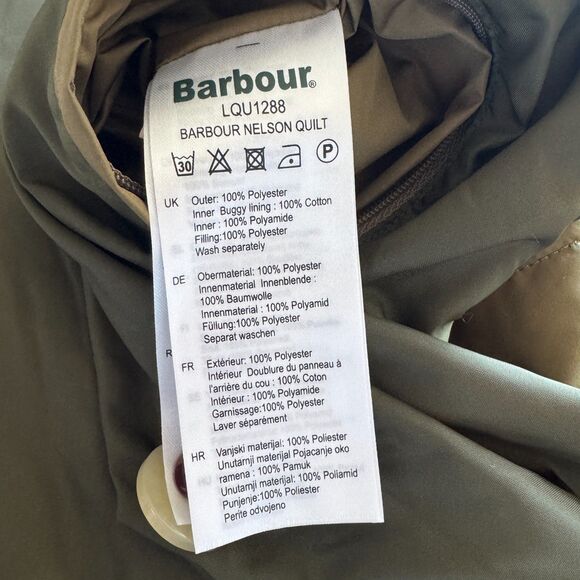 Barbour®
LQU1288
BARBOUR NELSON QUILT
30 P
UK Outer: 100% Polyester
Inner Buggy lining : 100% Cotton
Inner : 100% Polyamide
Filling:100% Polyester
Wash separately
DE Obermaterial: 100% Polyester
Innenmaterial Innenblende :
100% Baumwolle
Innenmaterial : 100% Polyamid
Füllung:100% Polyester
Separat waschen
FR Extérieur: 100% Polyester
Intérieur Doublure du panneau à
l'arrière du cou : 100% Coton
Intérieur : 100% Polyamide
Garnissage:100% Polyester
Laver séparément
HR Vanjski materijal: 100% Poliester
Unutarnji materijal Pojacanje oko
ramena : 100% Pamuk
Unutarnji materijal : 100% Poliamid
Punjenje:100% Poliester
Perite odvojeno